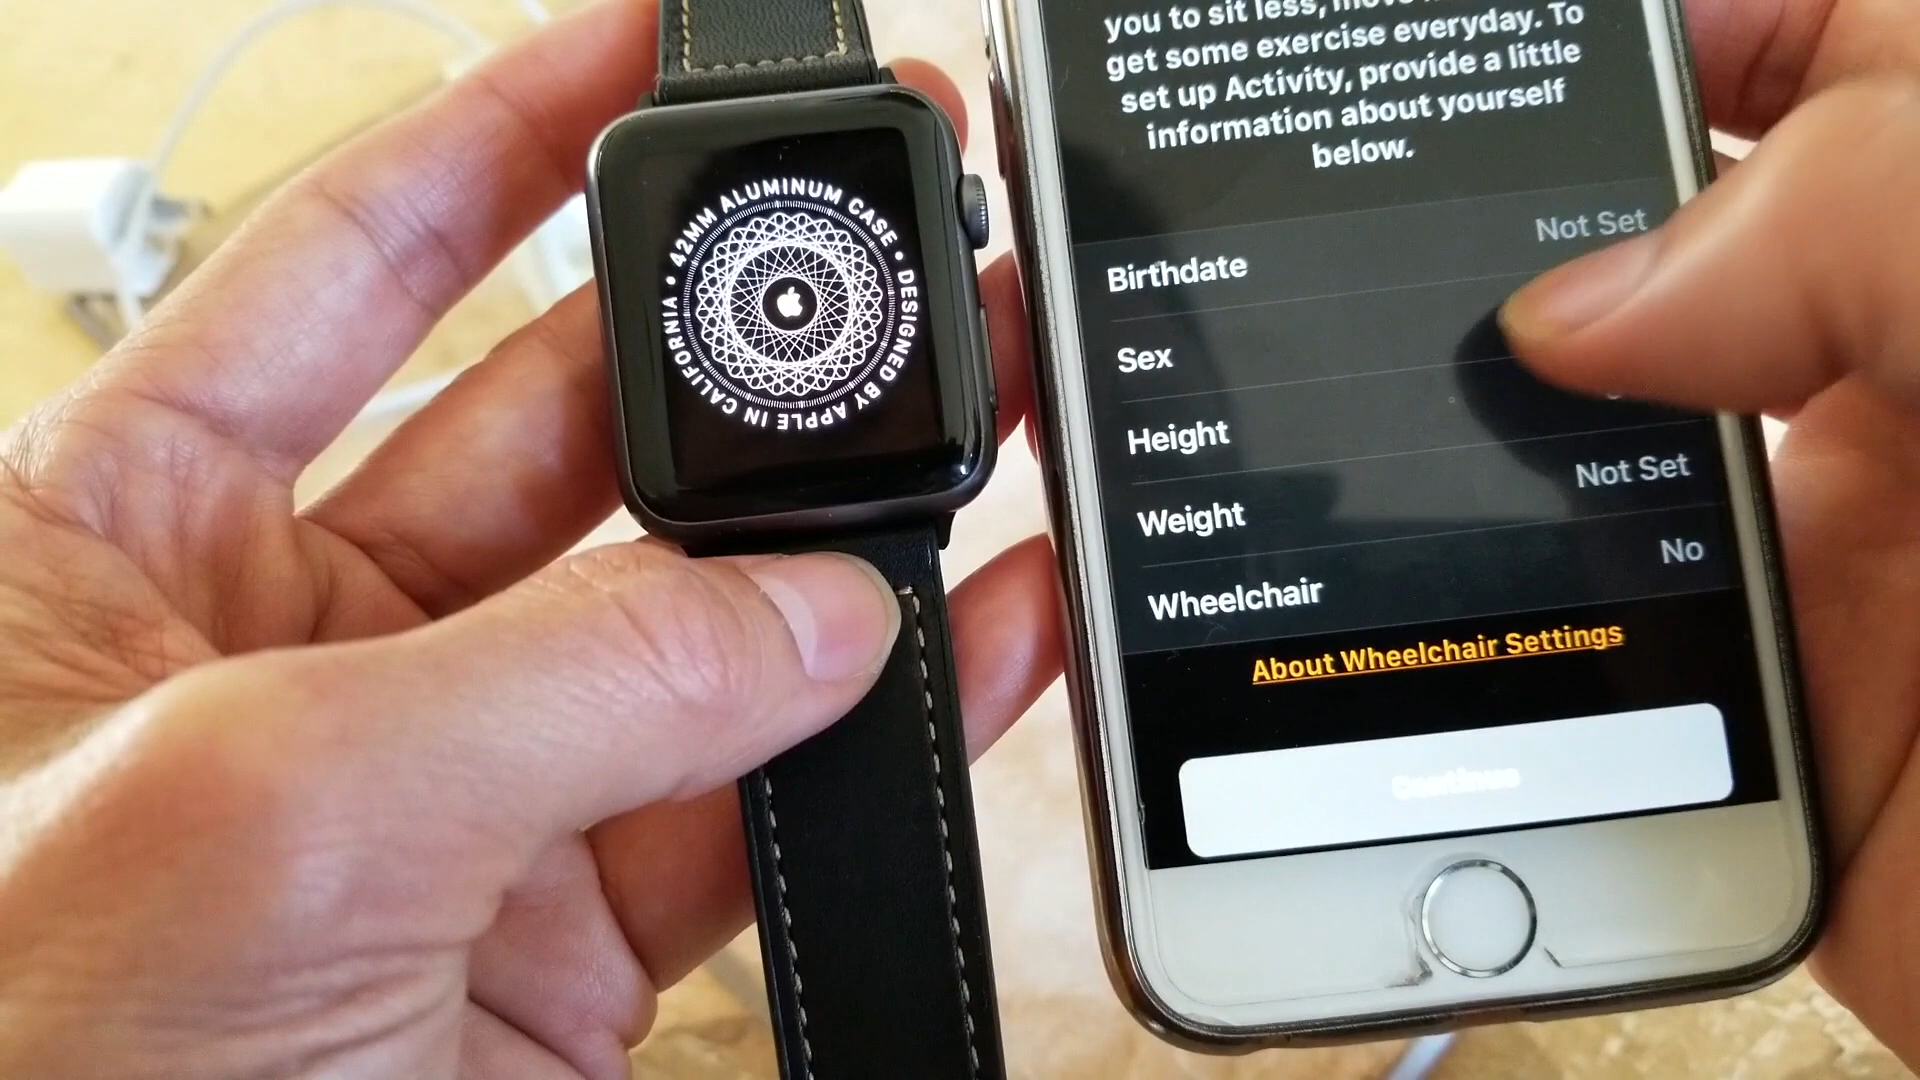 42MM ALUMINUM CASE • DESIGNED BY APPLE IN CALIFORNIA •
you to sit less,
get some exercise everyday. To
set up Activity, provide a little
information about yourself
below.
Birthdate Not Set
Sex
Height
Weight Not Set
Wheelchair No
About Wheelchair Settings
Continue